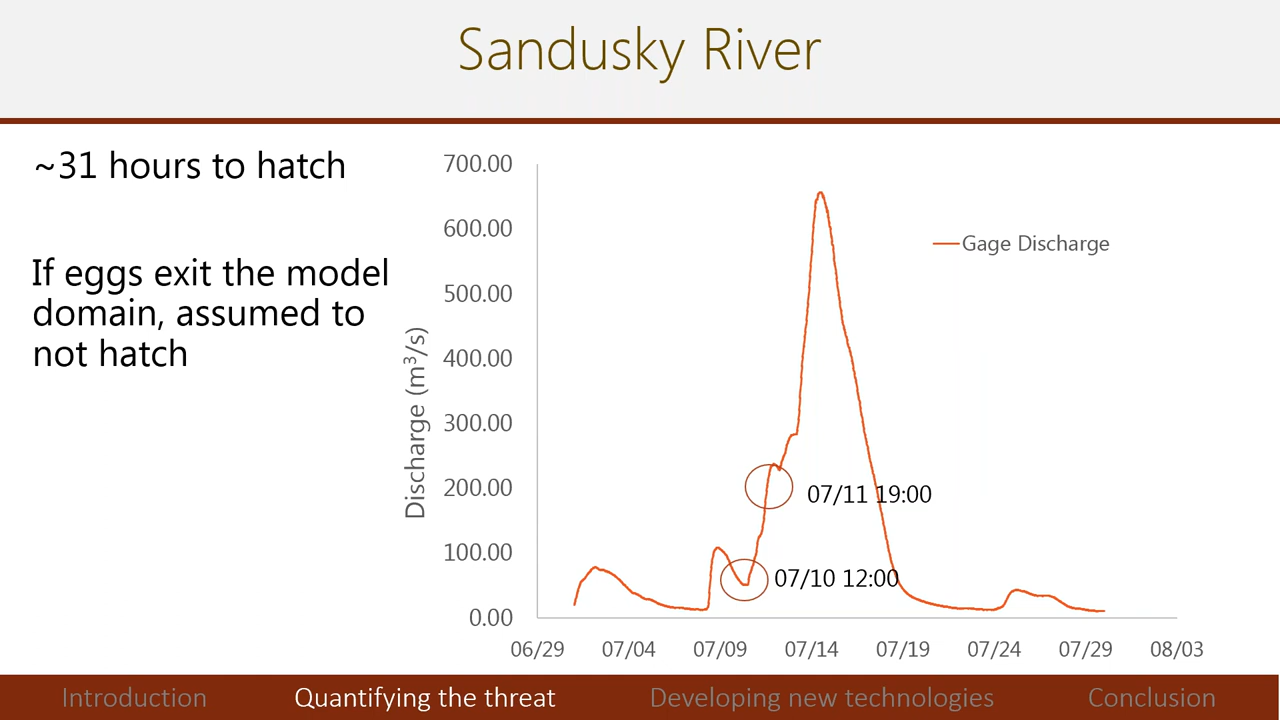 Sandusky River
~31 hours to hatch
If eggs exit the model
domain, assumed to
not hatch
Discharge (m³/s)
700.00
600.00
500.00
400.00
300.00
200.00
100.00
0.00
Gage Discharge
07/11 19:00
07/10 12:00
06/29 07/04 07/09 07/14 07/19 07/24 07/29 08/03
Introduction Quantifying the threat Developing new technologies Conclusion